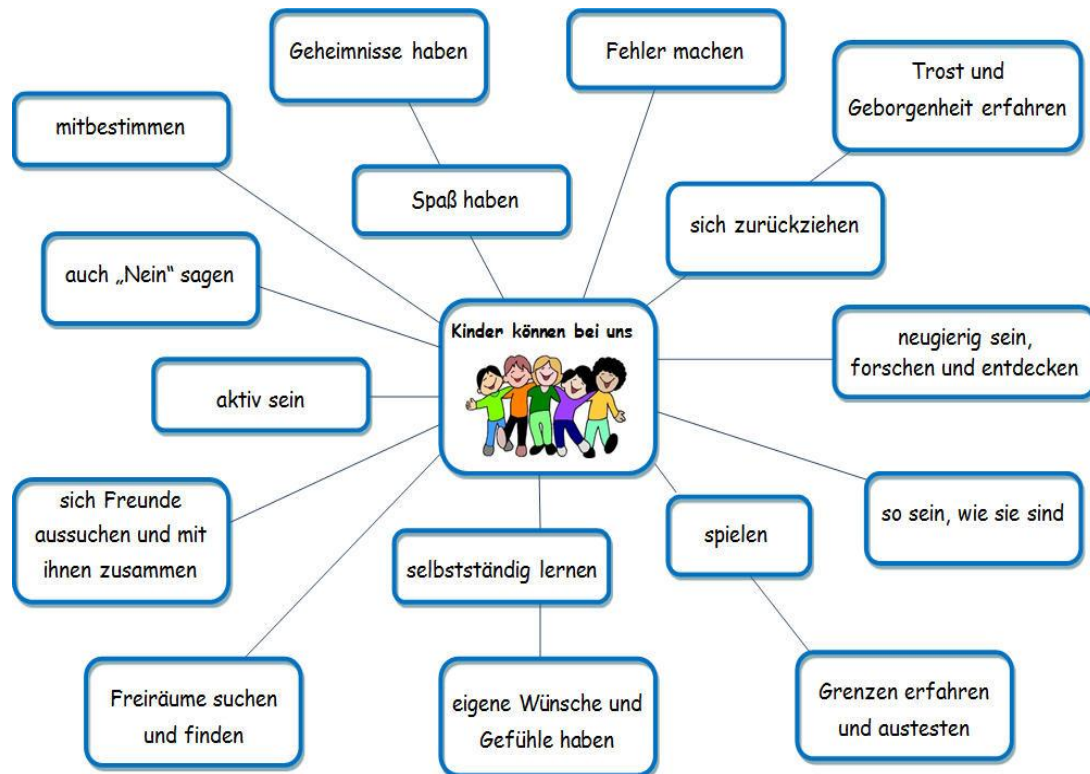 Geheimnisse haben
Fehler machen
Trost und
Geborgenheit erfahren
mitbestimmen
Spaß haben
sich zurückziehen
auch „Nein“ sagen
Kinder können bei uns
neugierig sein,
forschen und entdecken
aktiv sein
sich Freunde
aussuchen und mit
ihnen zusammen
selbstständig lernen
spielen
so sein, wie sie sind
Freiräume suchen
und finden
eigene Wünsche und
Gefühle haben
Grenzen erfahren
und austesten